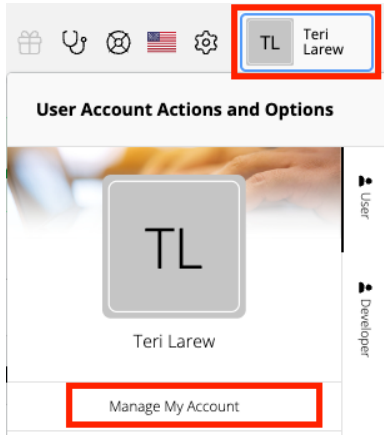 TL
Teri
Larew
User Account Actions and Options
TL
Teri Larew
Manage My Account
User
Developer